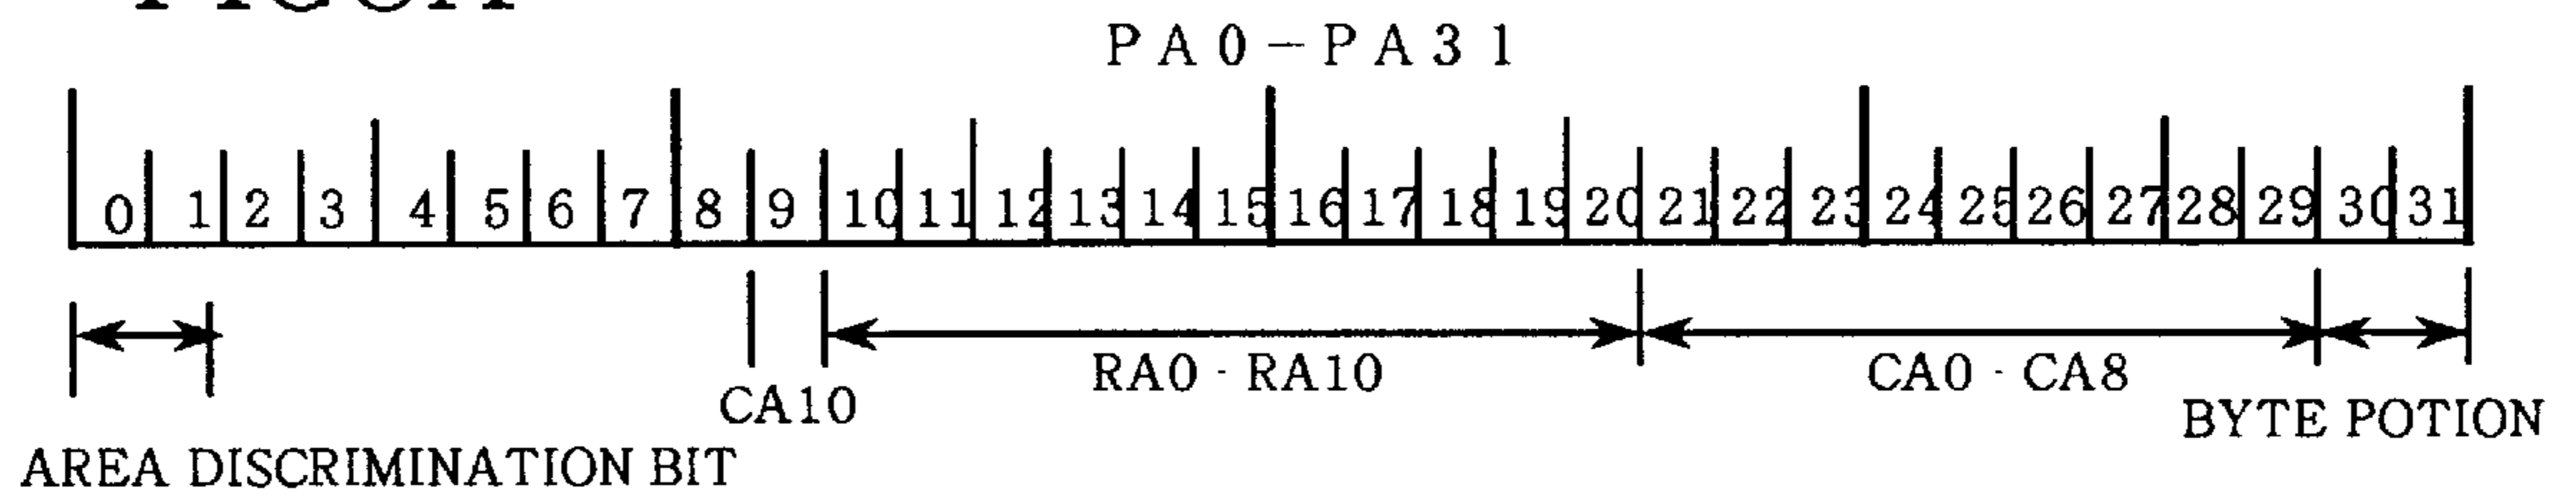 PA0-PA31
0 1 2 3 4 5 6 7 8 9 10 11 12 13 14 15 16 17 18 19 20 21 22 23 24 25 26 27 28 29 30 31
RA0 - RA10 CA0 - CA8
CA10 BYTE POTION
AREA DISCRIMINATION BIT